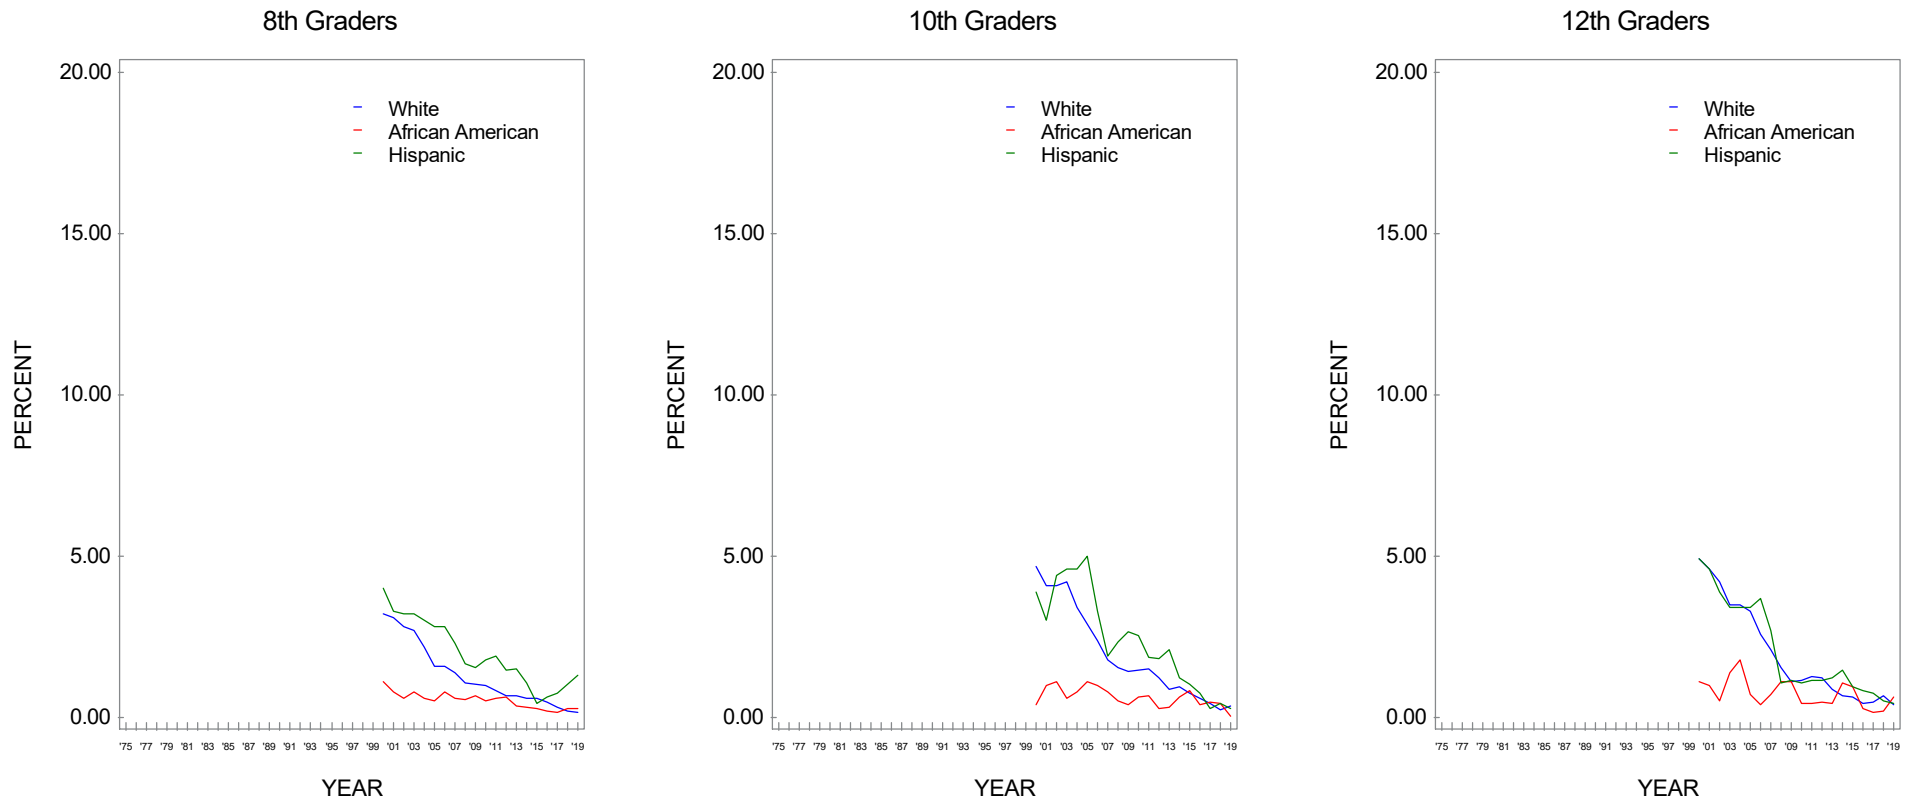 8th Graders
20.00
15.00
10.00
5.00
0.00
PERCENT
White
African American
Hispanic
'75 '77 '79 '81 '83 '85 '87 '89 '91 '93 '95 '97 '99 '01 '03 '05 '07 '09 '11 '13 '15 '17 '19
YEAR
10th Graders
20.00
15.00
10.00
5.00
0.00
PERCENT
White
African American
Hispanic
'75 '77 '79 '81 '83 '85 '87 '89 '91 '93 '95 '97 '99 '01 '03 '05 '07 '09 '11 '13 '15 '17 '19
YEAR
12th Graders
20.00
15.00
10.00
5.00
0.00
PERCENT
White
African American
Hispanic
'75 '77 '79 '81 '83 '85 '87 '89 '91 '93 '95 '97 '99 '01 '03 '05 '07 '09 '11 '13 '15 '17 '19
YEAR